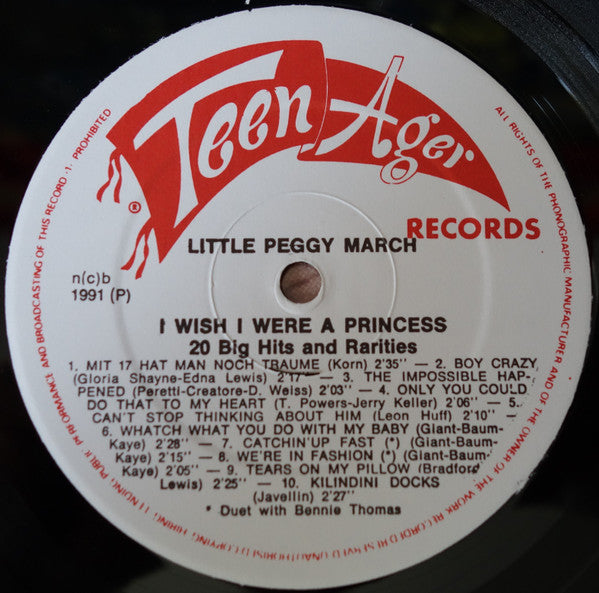 Teen Ager
®
RECORDS
LITTLE PEGGY MARCH
n(c)b
1991 (P)
I WISH I WERE A PRINCESS
20 Big Hits and Rarities
1. MIT 17 HAT MAN NOCH TRAUME (Korn) 2'35'' — 2. BOY CRAZY
(Gloria Shayne-Edna Lewis) 2'17'' — 3. THE IMPOSSIBLE HAP-
PENED (Peretti-Creatore-D. Weiss) 2'03'' — 4. ONLY YOU COULD
DO THAT TO MY HEART (T. Powers-Jerry Keller) 2'06'' — 5.
CAN'T STOP THINKING ABOUT HIM (Leon Huff) 2'10'' —
6. WHATCH WHAT YOU DO WITH MY BABY (Giant-Baum-
Kaye) 2'28'' — 7. CATCHIN'UP FAST (*) (Giant-Baum-
Kaye) 2'15'' — 8. WE'RE IN FASHION (*) (Giant-Baum-
Kaye) 2'05'' — 9. TEARS ON MY PILLOW (Bradford
Lewis) 2'25'' — 10. KILINDINI DOCKS
(Javellin) 2'27''
* Duet with Bennie Thomas
ALL RIGHTS OF THE PHONOGRAPHIC MANUFACTURER AND OF THE OWNER OF THE WORK RECORDED RESERVED UNAUTHORISED COPYING HIRING LENDING PUBLIC PERFORMANCE AND BROADCASTING OF THIS RECORD PROHIBITED